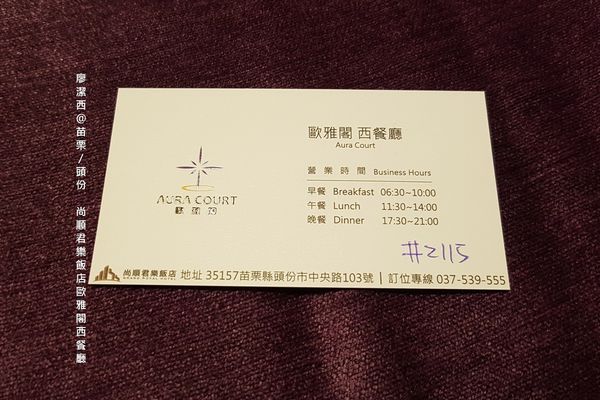 廖潔西@苗栗/頭份 尚順君樂飯店歐雅閣西餐廳
歐雅閣 西餐廳
Aura Court
AURA COURT
營業時間 Business Hours
早餐 Breakfast 06:30~10:00
午餐 Lunch 11:30~14:00
晚餐 Dinner 17:30~21:00
#2115
尚順君樂飯店
GRAND ROYAL HOTEL
地址 35157苗栗縣頭份市中央路103號 | 訂位專線 037-539-555